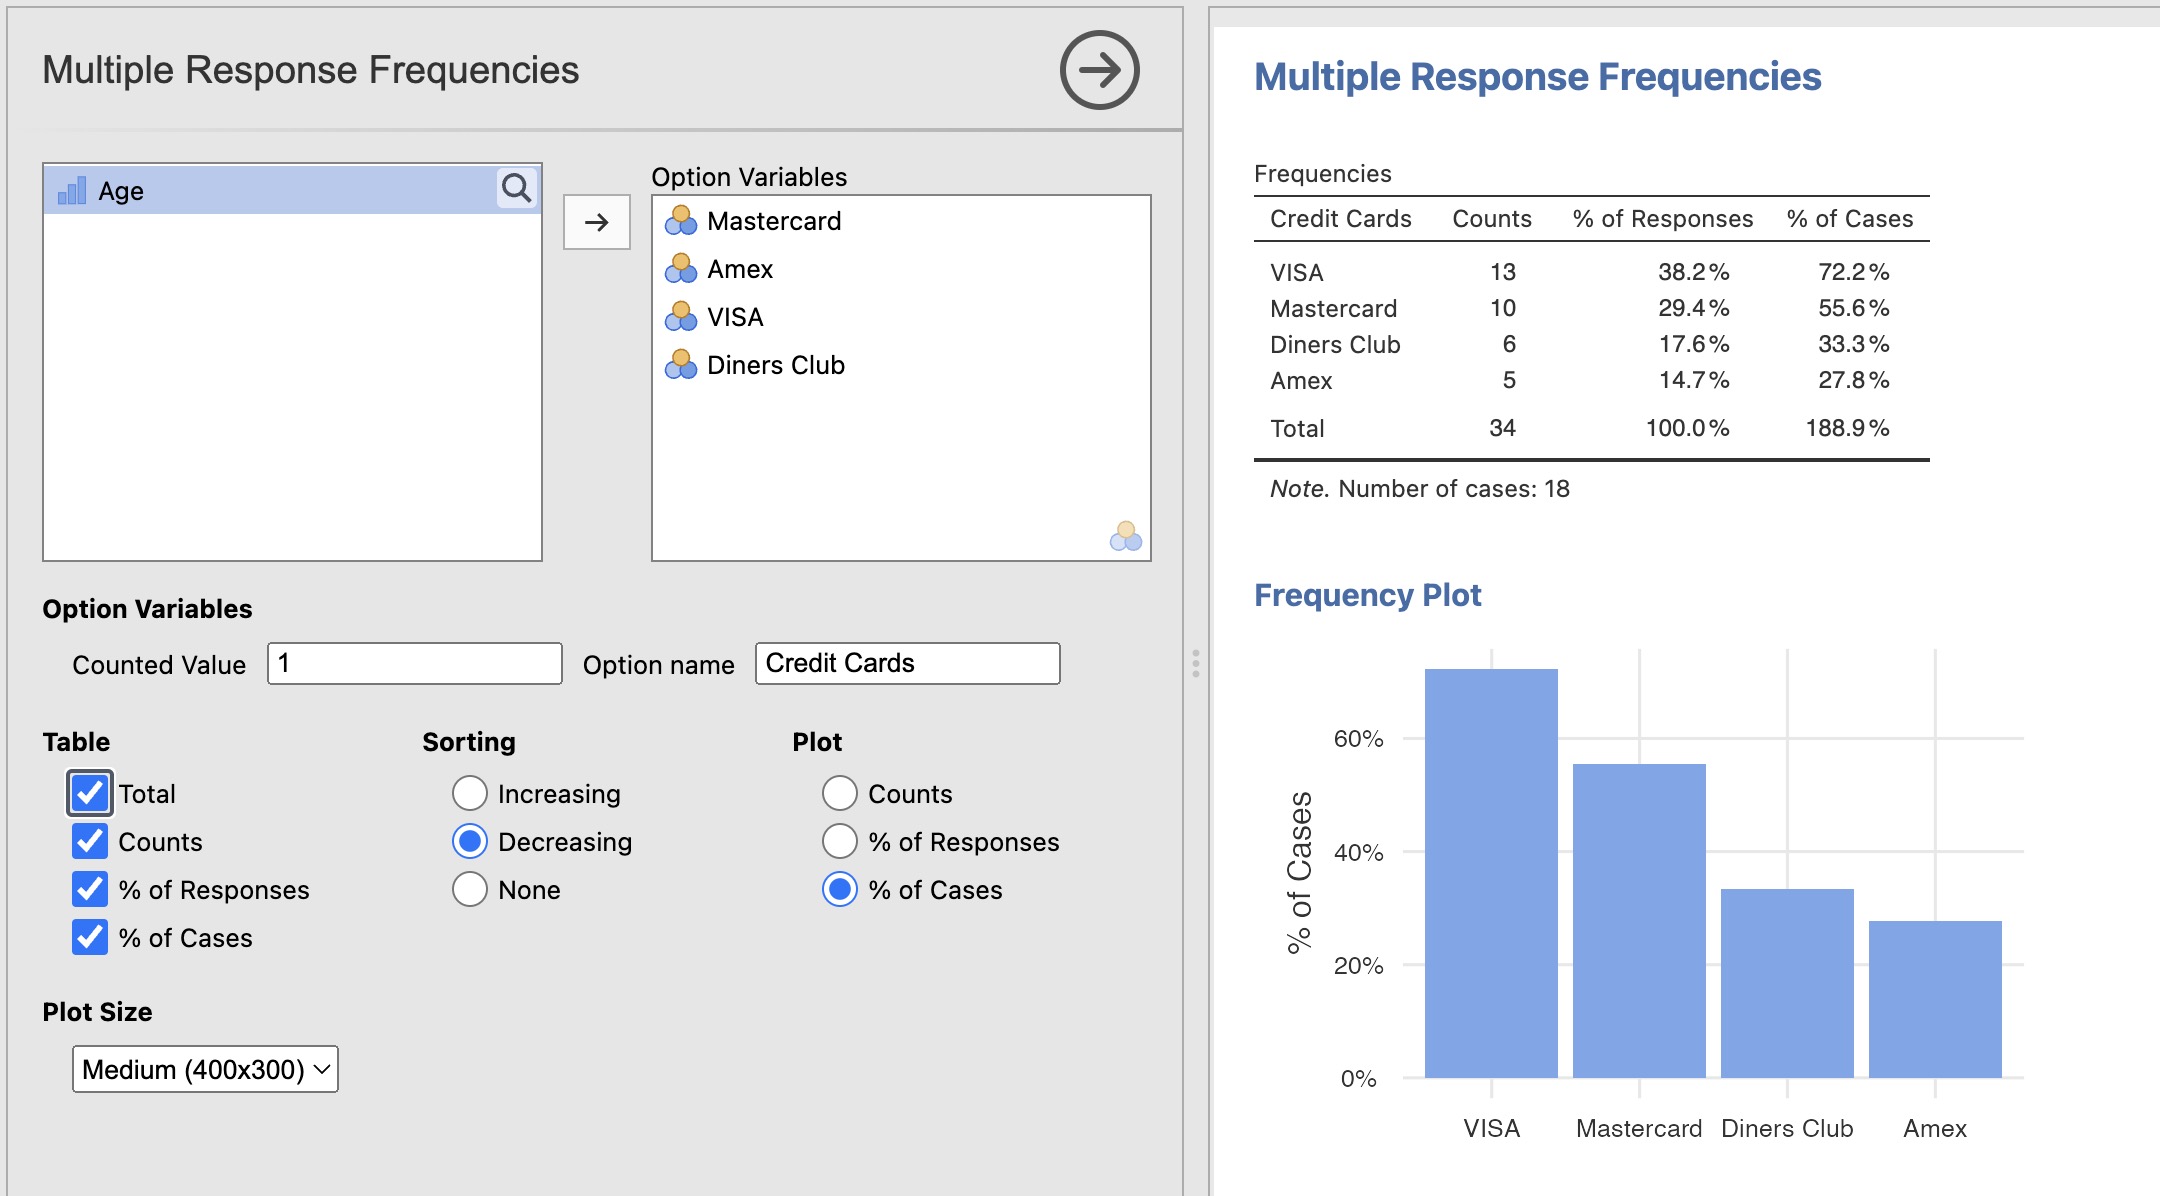 Multiple Response Frequencies
Age
Option Variables
Mastercard
Amex
VISA
Diners Club
Option Variables
Counted Value 1 Option name Credit Cards
Table Sorting Plot
Total Increasing Counts
Counts Decreasing % of Responses
% of Responses None % of Cases
% of Cases
Plot Size
Medium (400x300)
Multiple Response Frequencies
Frequencies
Credit Cards Counts % of Responses % of Cases
VISA 13 38.2% 72.2%
Mastercard 10 29.4% 55.6%
Diners Club 6 17.6% 33.3%
Amex 5 14.7% 27.8%
Total 34 100.0% 188.9%
Note. Number of cases: 18
Frequency Plot
% of Cases
60%
40%
20%
0%
VISA Mastercard Diners Club Amex